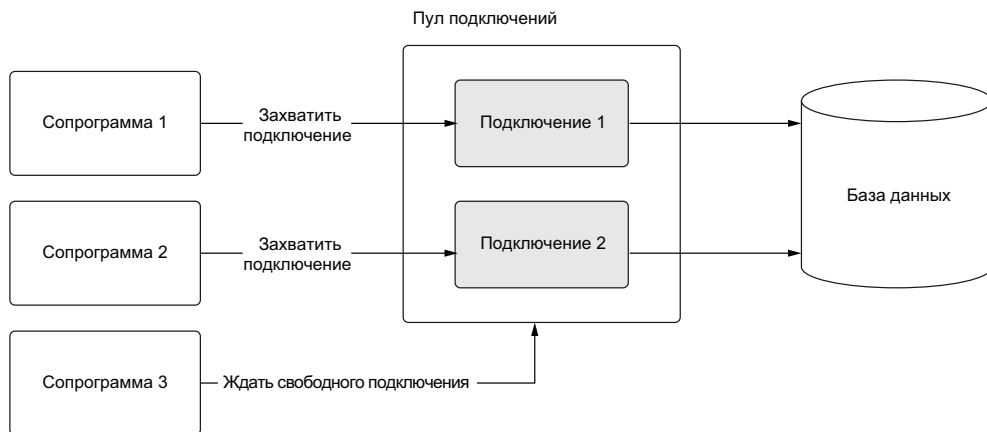 Пул подключений
Сопрограмма 1
Захватить
подключение
Подключение 1
База данных
Сопрограмма 2
Захватить
подключение
Подключение 2
Сопрограмма 3
Ждать свободного подключения